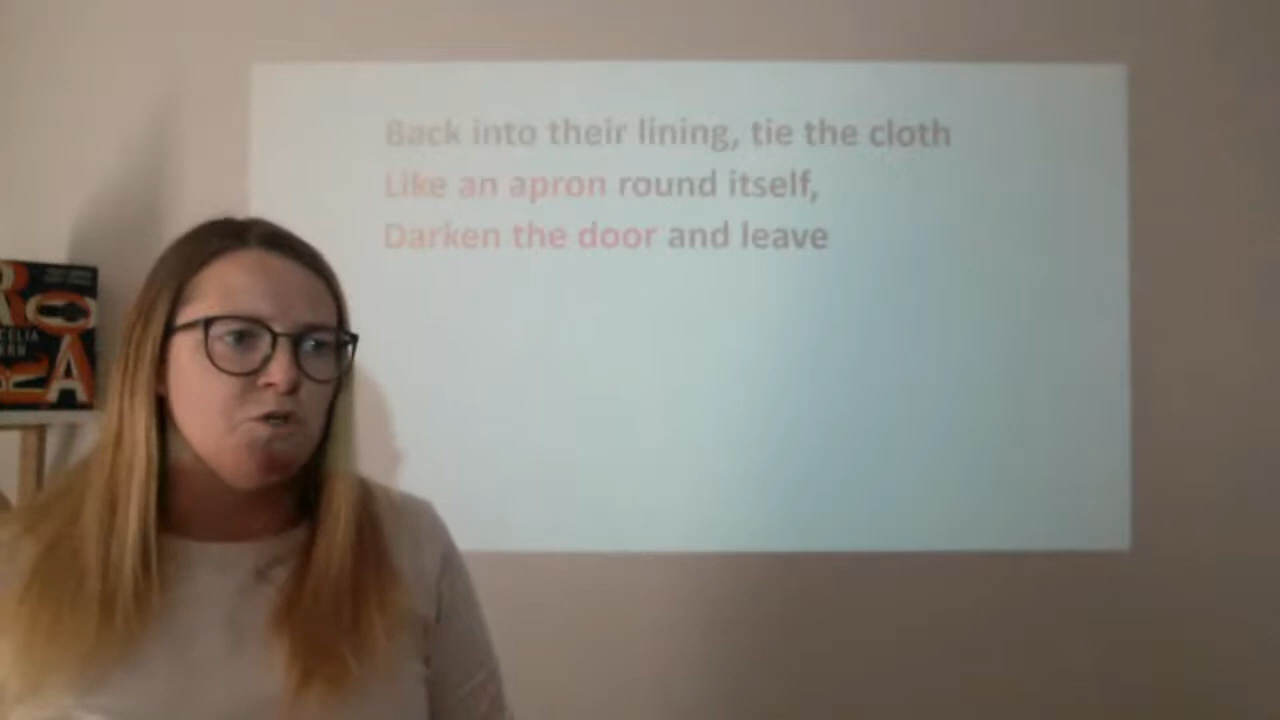 Back into their lining, tie the cloth
Like an apron round itself,
Darken the door and leave